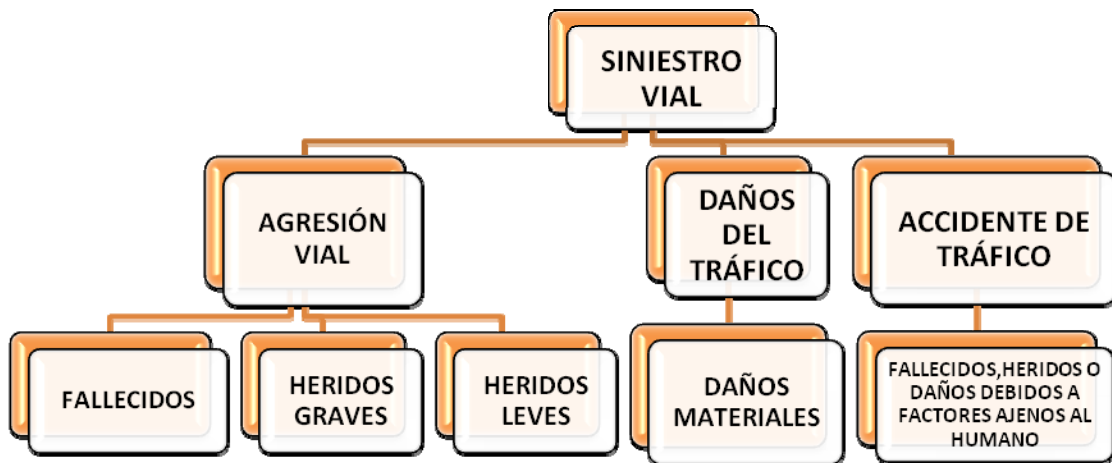 SINIESTRO
VIAL
AGRESIÓN
VIAL
DAÑOS
DEL
TRÁFICO
ACCIDENTE DE
TRÁFICO
FALLECIDOS
HERIDOS
GRAVES
HERIDOS
LEVES
DAÑOS
MATERIALES
FALLECIDOS,HERIDOS O
DAÑOS DEBIDOS A
FACTORES AJENOS AL
HUMANO